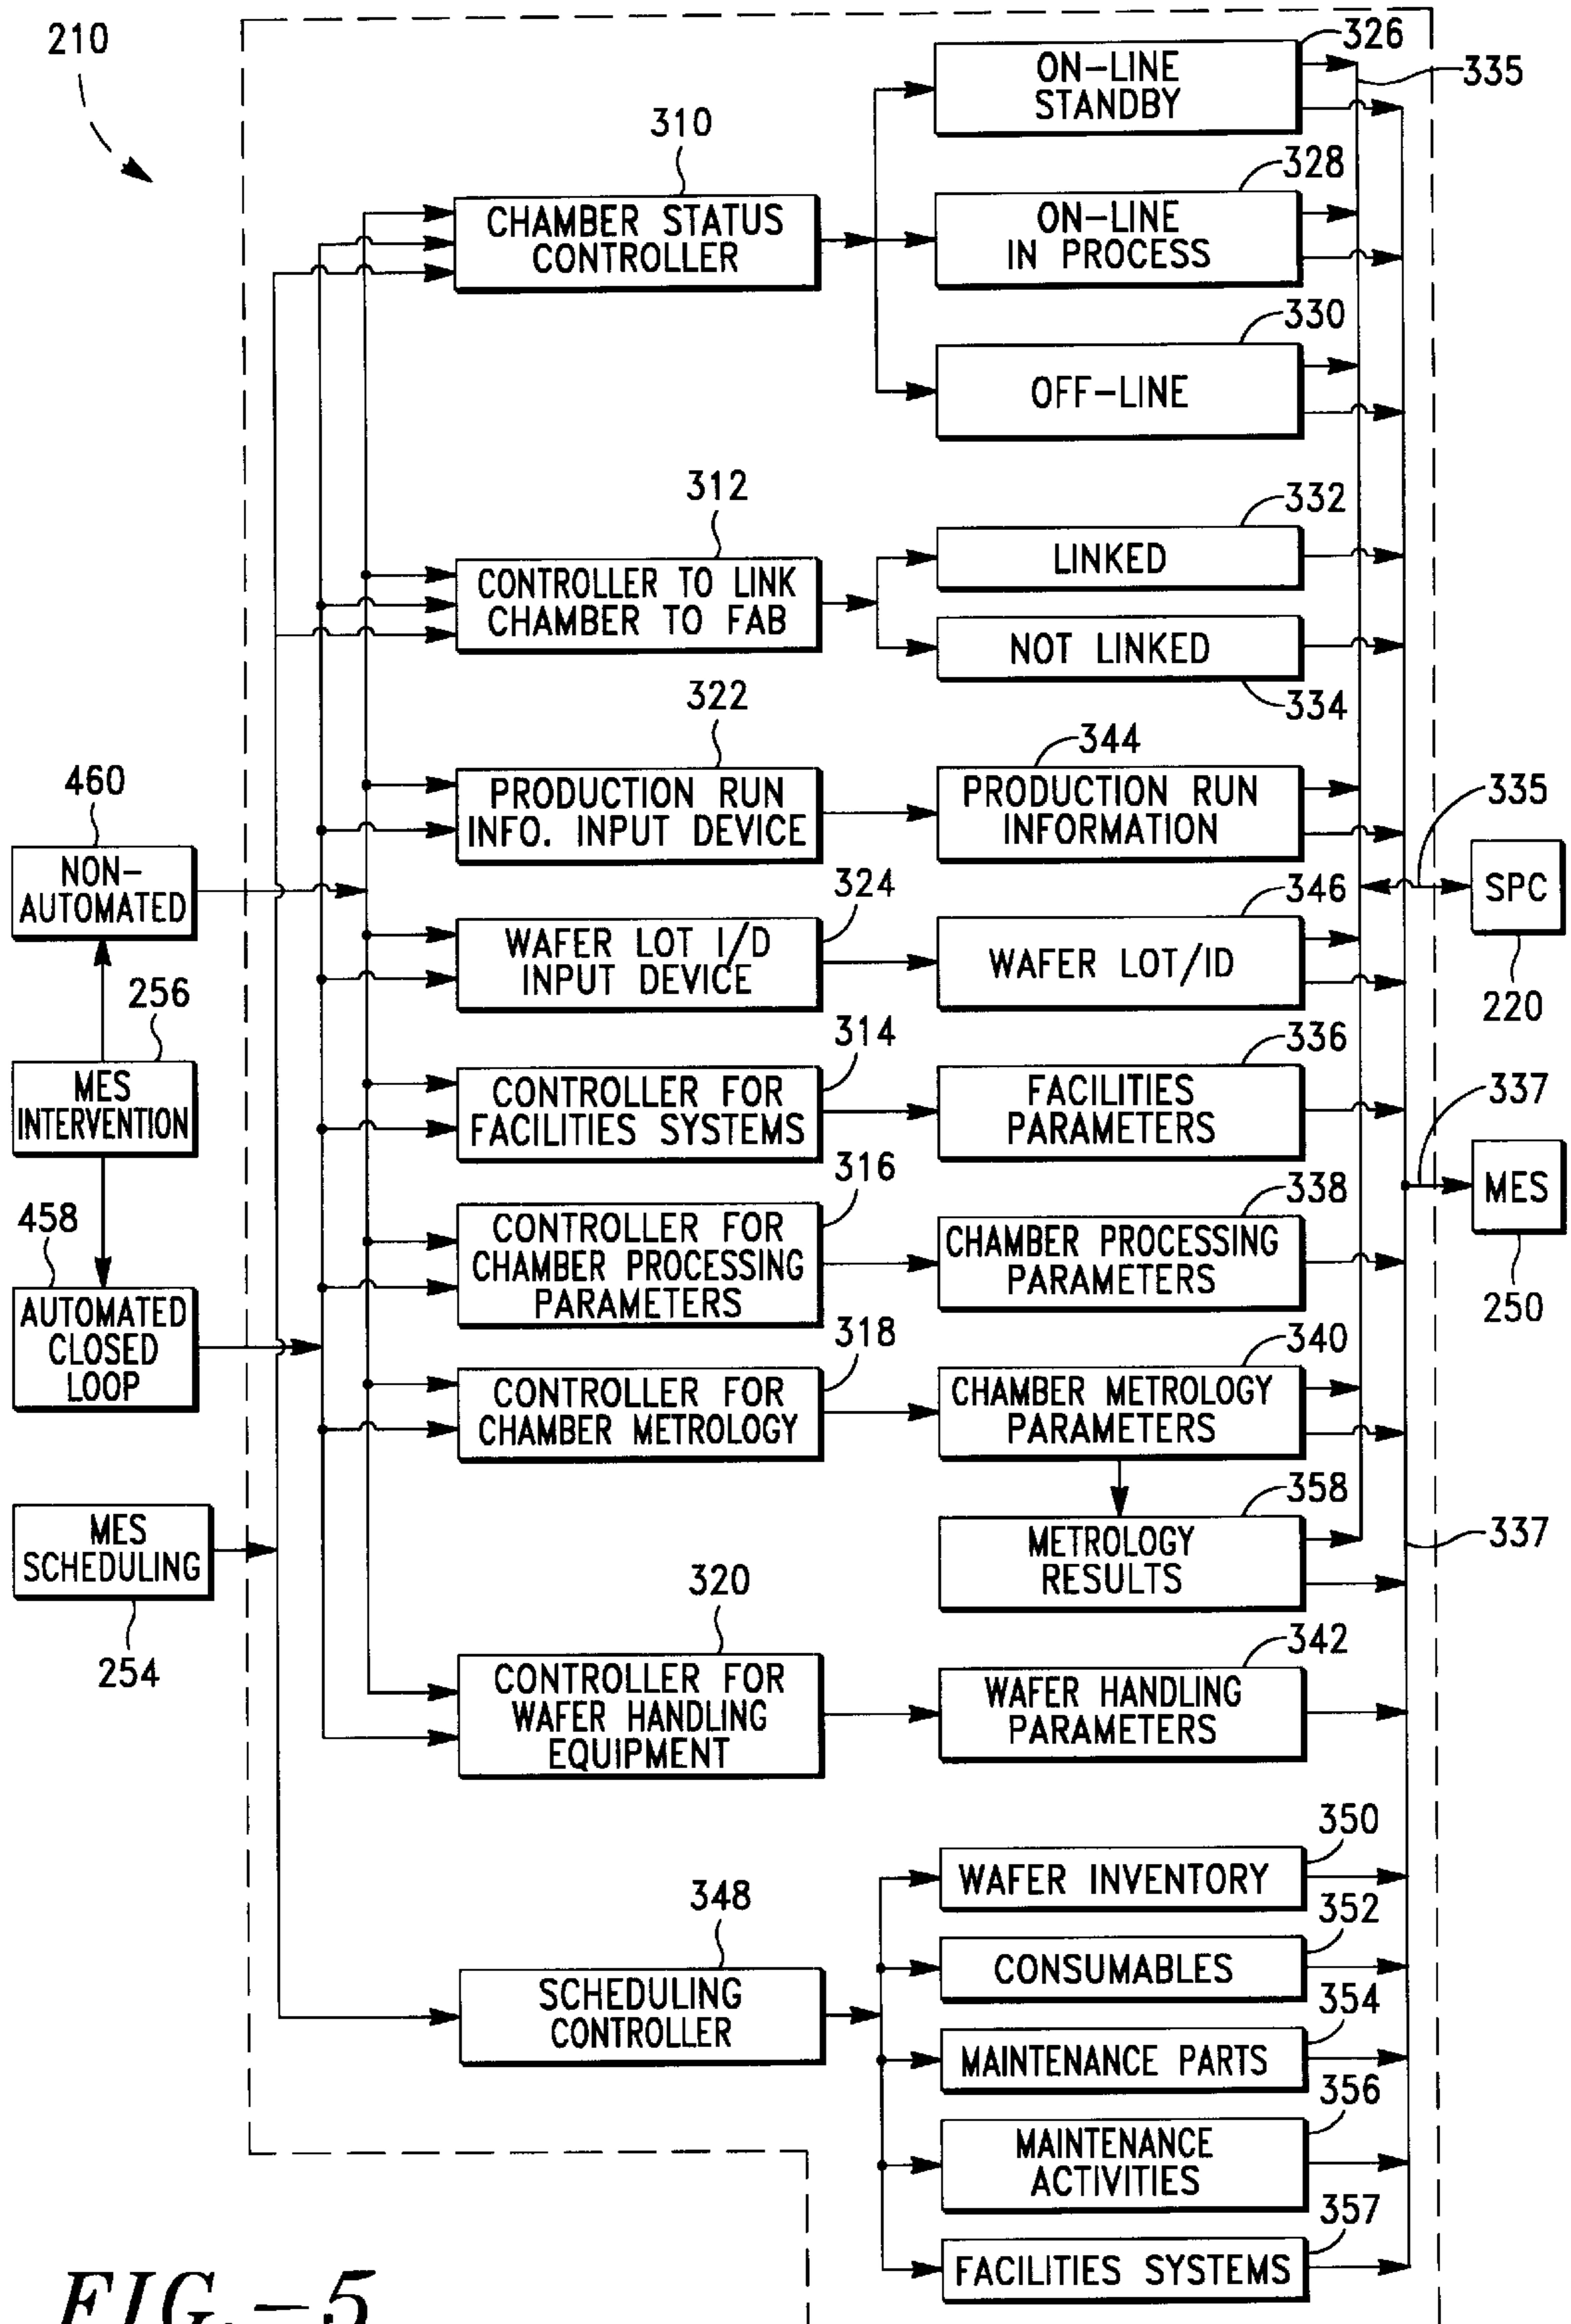 210
326
ON-LINE
STANDBY
335
310
328
CHAMBER STATUS
CONTROLLER
ON-LINE
IN PROCESS
330
OFF-LINE
312
332
CONTROLLER TO LINK
CHAMBER TO FAB
LINKED
NOT LINKED
334
322
344
460
PRODUCTION RUN
INFO. INPUT DEVICE
PRODUCTION RUN
INFORMATION
335
NON-
AUTOMATED
324
346
SPC
WAFER LOT I/D
INPUT DEVICE
WAFER LOT/ID
256
220
314
336
MES
INTERVENTION
CONTROLLER FOR
FACILITIES SYSTEMS
FACILITIES
PARAMETERS
337
316
338
MES
458
CONTROLLER FOR
CHAMBER PROCESSING
PARAMETERS
CHAMBER PROCESSING
PARAMETERS
250
AUTOMATED
CLOSED
LOOP
318
340
CONTROLLER FOR
CHAMBER METROLOGY
CHAMBER METROLOGY
PARAMETERS
358
MES
SCHEDULING
METROLOGY
RESULTS
337
254
320
342
CONTROLLER FOR
WAFER HANDLING
EQUIPMENT
WAFER HANDLING
PARAMETERS
350
WAFER INVENTORY
348
352
CONSUMABLES
SCHEDULING
CONTROLLER
354
MAINTENANCE PARTS
356
MAINTENANCE
ACTIVITIES
357
FACILITIES SYSTEMS
FIG.-5